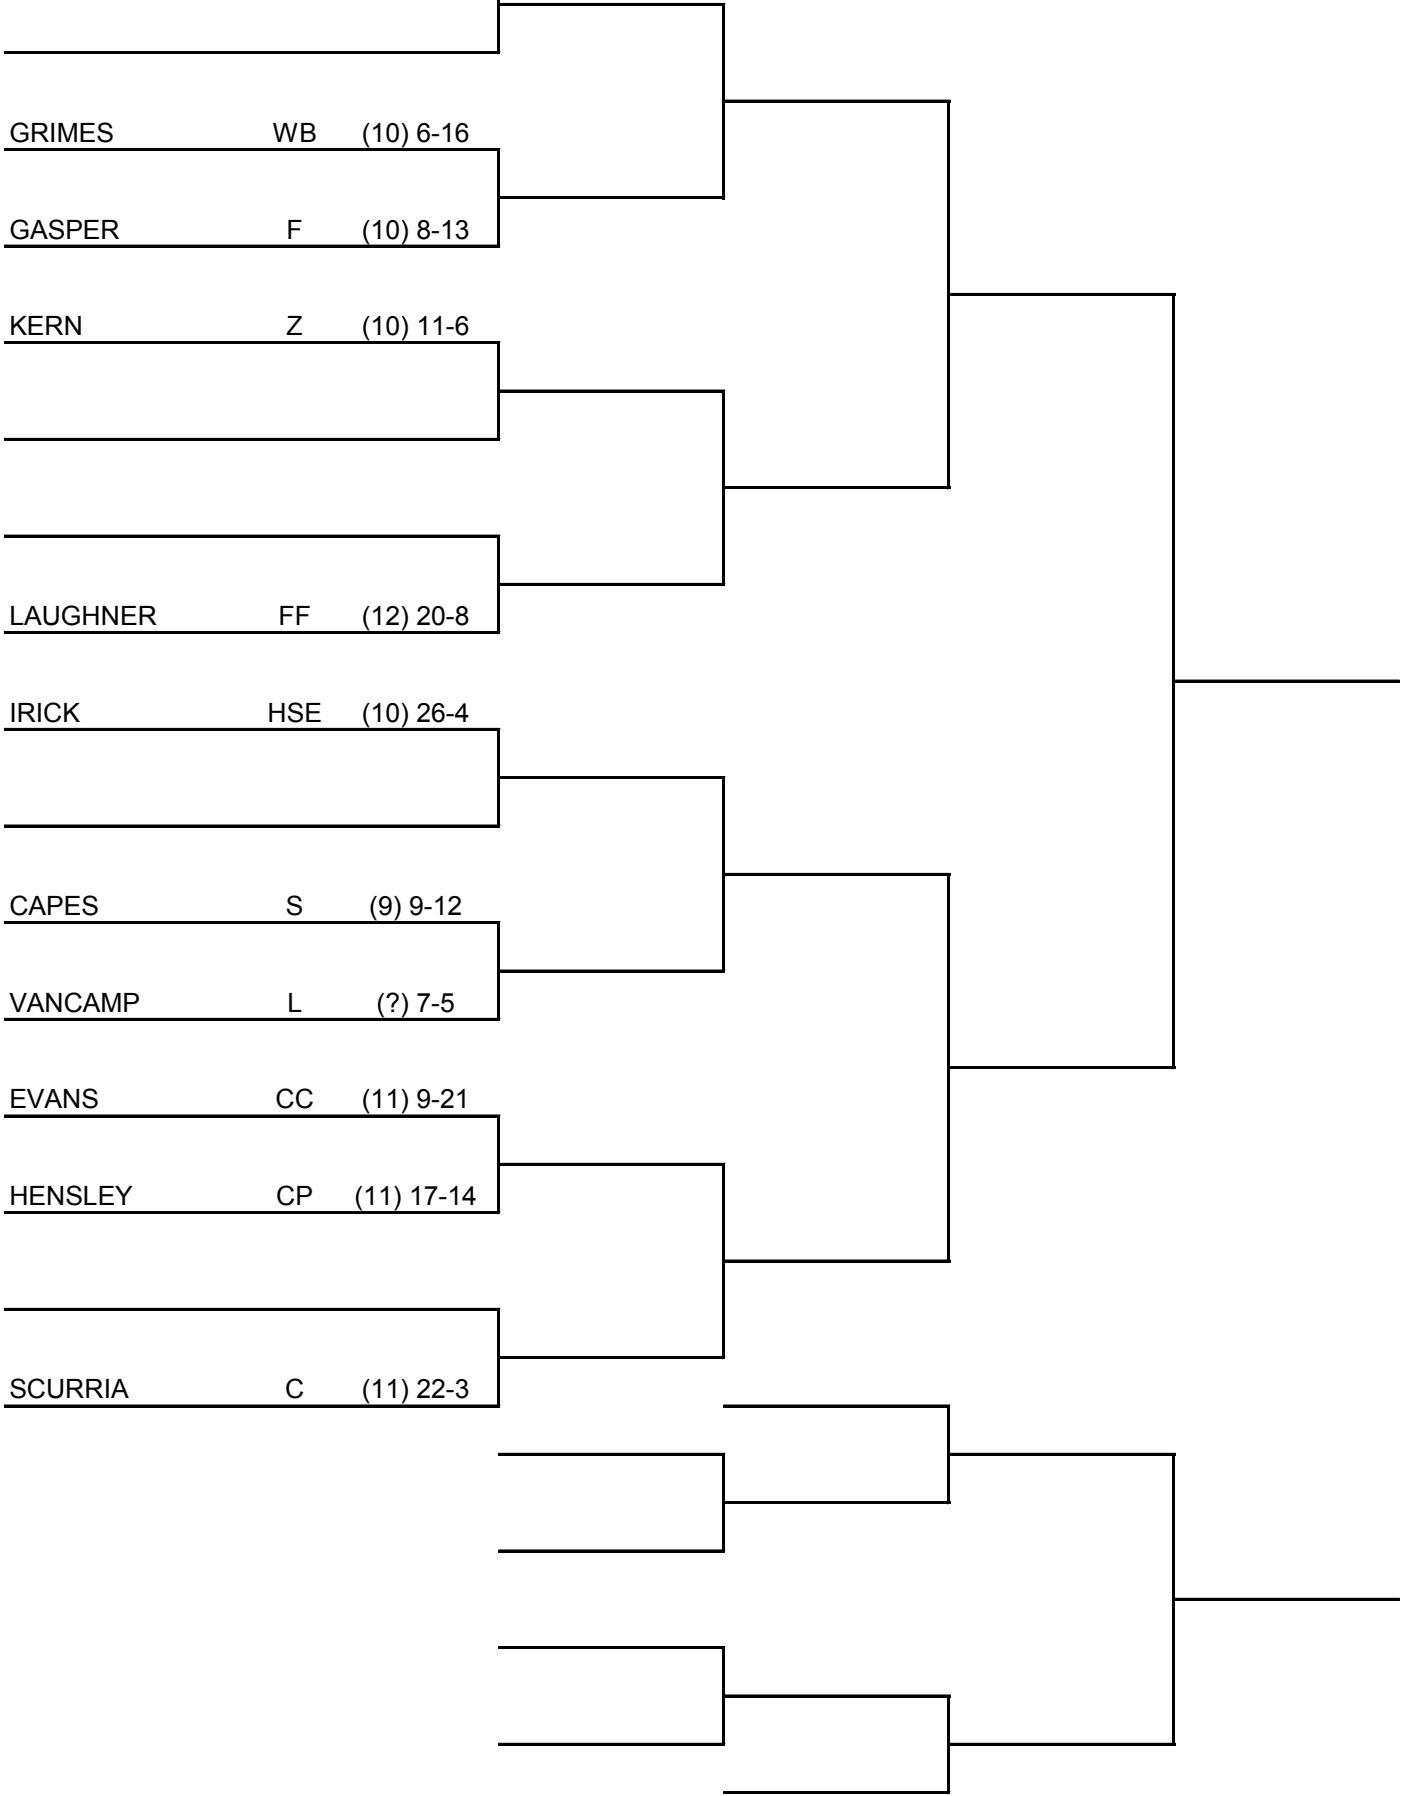 GRIMES WB (10) 6-16
GASPER F (10) 8-13
KERN Z (10) 11-6
LAUGHNER FF (12) 20-8
IRICK HSE (10) 26-4
CAPES S (9) 9-12
VANCAMP L (?) 7-5
EVANS CC (11) 9-21
HENSLEY CP (11) 17-14
SCURRIA C (11) 22-3